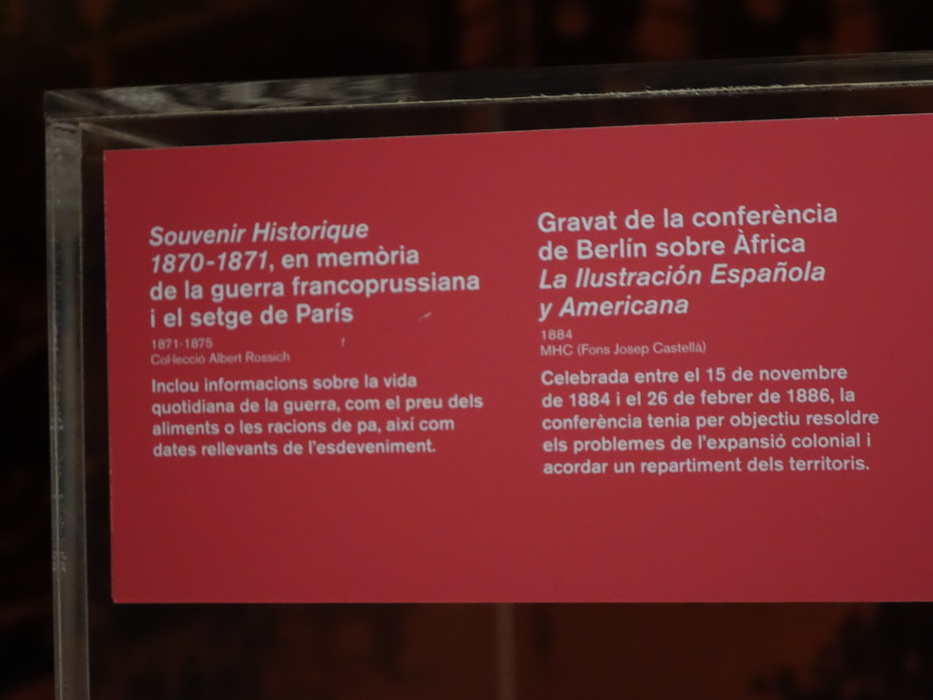 Souvenir Historique
1870-1871, en memòria
de la guerra francoprussiana
i el setge de París
1871-1875
Col·lecció Albert Rossich
Inclou informacions sobre la vida
quotidiana de la guerra, com el preu dels
aliments o les racions de pa, així com
dates rellevants de l'esdeveniment.
Gravat de la conferència
de Berlín sobre Àfrica
La Ilustración Española
y Americana
1884
MHC (Fons Josep Castellà)
Celebrada entre el 15 de novembre
de 1884 i el 26 de febrer de 1886, la
conferència tenia per objectiu resoldre
els problemes de l'expansió colonial i
acordar un repartiment dels territoris.